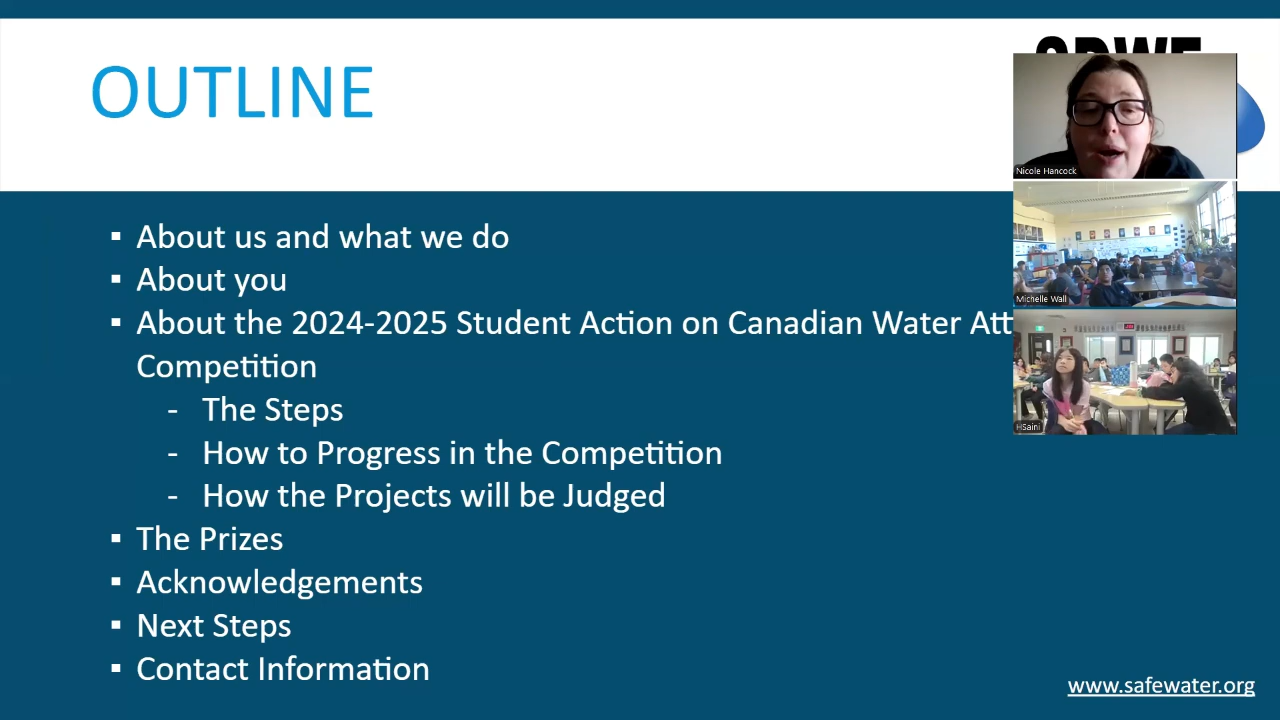 OUTLINE
▪ About us and what we do
▪ About you
▪ About the 2024-2025 Student Action on Canadian Water Att
Competition
- The Steps
- How to Progress in the Competition
- How the Projects will be Judged
▪ The Prizes
▪ Acknowledgements
▪ Next Steps
▪ Contact Information
Nicole Hancock
Michelle Wall
HSaini
www.safewater.org